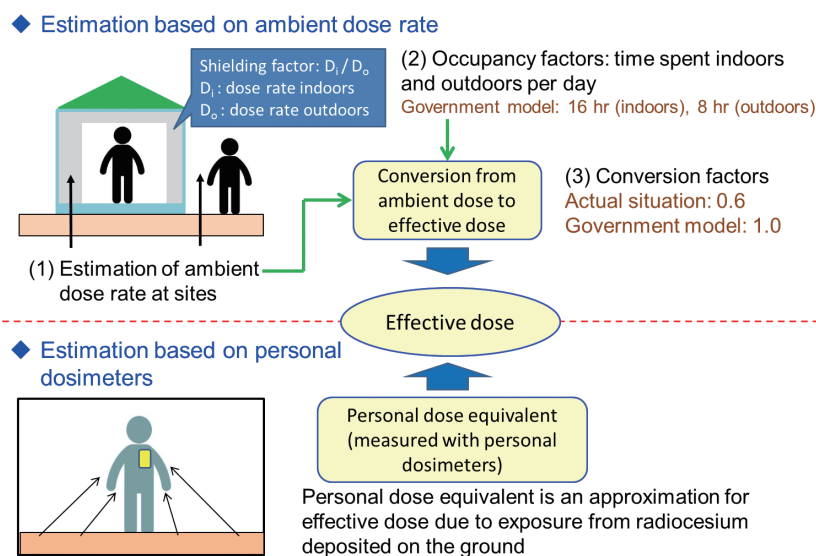 ◆ Estimation based on ambient dose rate
Shielding factor: Di / Do
Di : dose rate indoors
Do : dose rate outdoors
(2) Occupancy factors: time spent indoors
and outdoors per day
Government model: 16 hr (indoors), 8 hr (outdoors)
Conversion from
ambient dose to
effective dose
(3) Conversion factors
Actual situation: 0.6
Government model: 1.0
(1) Estimation of ambient
dose rate at sites
Effective dose
◆ Estimation based on personal
dosimeters
Personal dose equivalent
(measured with personal
dosimeters)
Personal dose equivalent is an approximation for
effective dose due to exposure from radiocesium
deposited on the ground